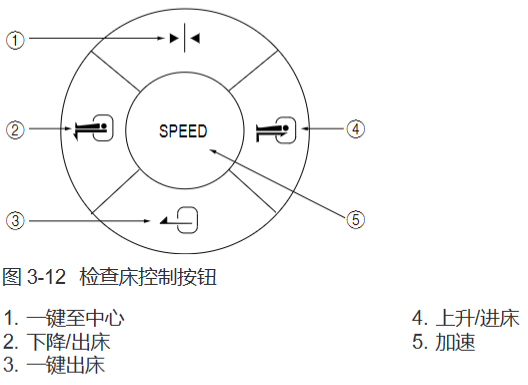 ①
SPEED
②
④
③
⑤
图 3-12 检查床控制按钮
1. 一键至中心
4. 上升/进床
2. 下降/出床
5. 加速
3. 一键出床